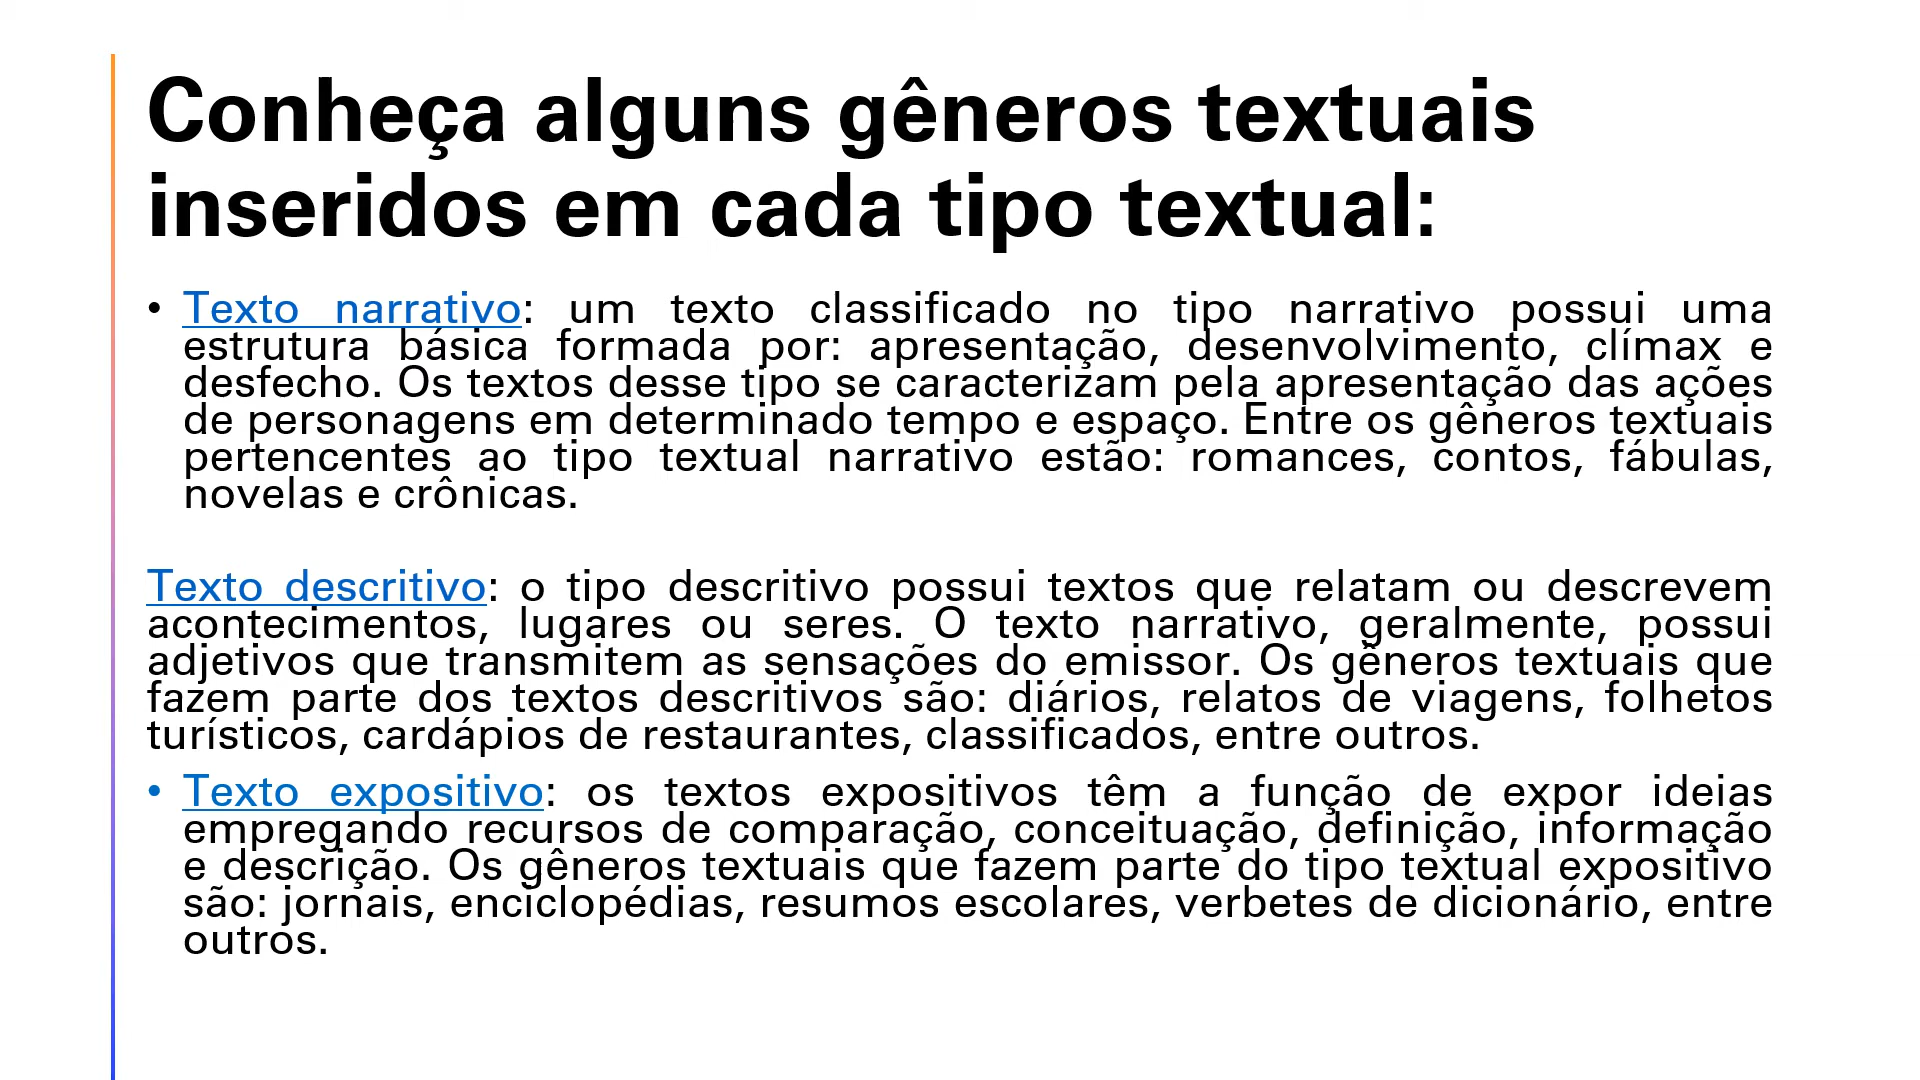 Conheça alguns gêneros textuais
inseridos em cada tipo textual:
• Texto narrativo: um texto classificado no tipo narrativo possui uma
estrutura básica formada por: apresentação, desenvolvimento, clímax e
desfecho. Os textos desse tipo se caracterizam pela apresentação das ações
de personagens em determinado tempo e espaço. Entre os gêneros textuais
pertencentes ao tipo textual narrativo estão: romances, contos, fábulas,
novelas e crônicas.
Texto descritivo: o tipo descritivo possui textos que relatam ou descrevem
acontecimentos, lugares ou seres. O texto narrativo, geralmente, possui
adjetivos que transmitem as sensações do emissor. Os gêneros textuais que
fazem parte dos textos descritivos são: diários, relatos de viagens, folhetos
turísticos, cardápios de restaurantes, classificados, entre outros.
• Texto expositivo: os textos expositivos têm a função de expor ideias
empregando recursos de comparação, conceituação, definição, informação
e descrição. Os gêneros textuais que fazem parte do tipo textual expositivo
são: jornais, enciclopédias, resumos escolares, verbetes de dicionário, entre
outros.